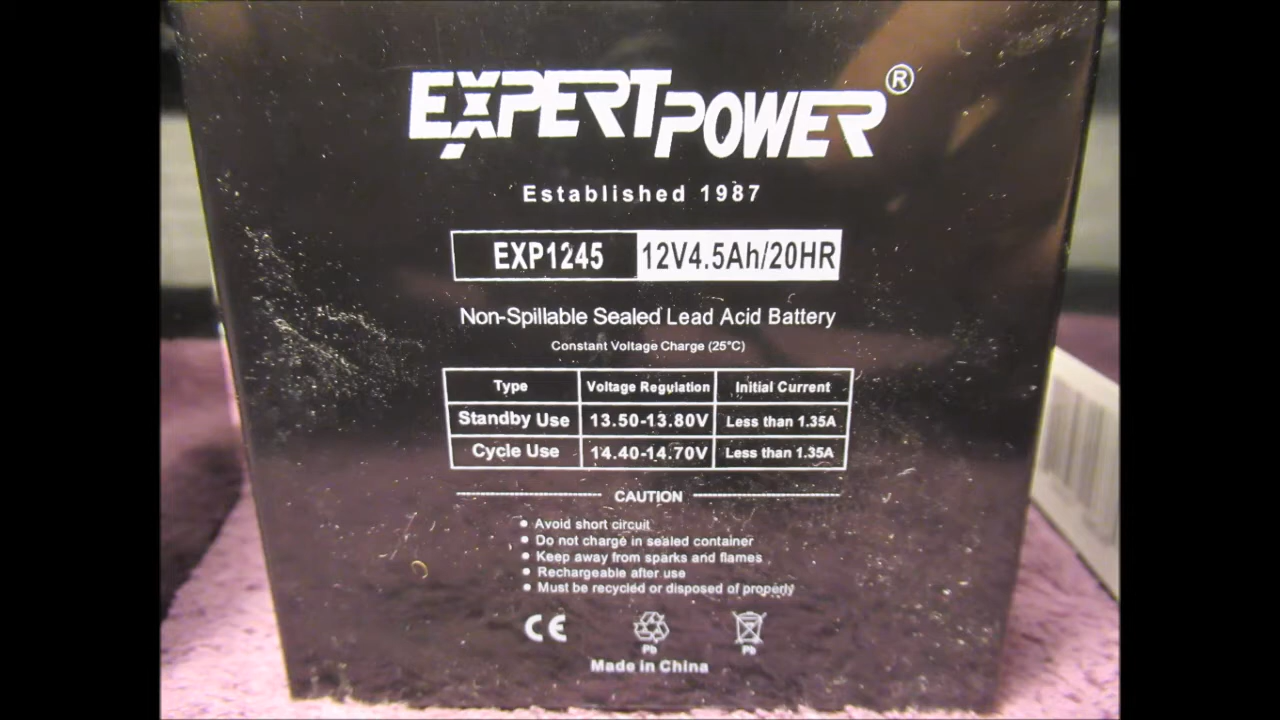 EXPERTPOWER®
Established 1987
EXP1245 12V4.5Ah/20HR
Non-Spillable Sealed Lead Acid Battery
Constant Voltage Charge (25°C)
Type Voltage Regulation Initial Current
Standby Use 13.50-13.80V Less than 1.35A
Cycle Use 14.40-14.70V Less than 1.35A
CAUTION
• Avoid short circuit
• Do not charge in sealed container
• Keep away from sparks and flames
• Rechargeable after use
• Must be recycled or disposed of properly
CE Pb Pb
Made in China